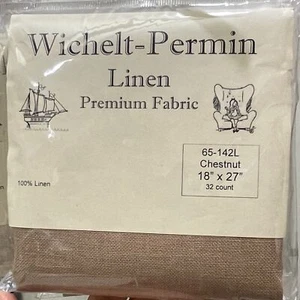 Wichelt-Permin
Linen
Premium Fabric
65-142L
Chestnut
18" x 27"
32 count
100% Linen